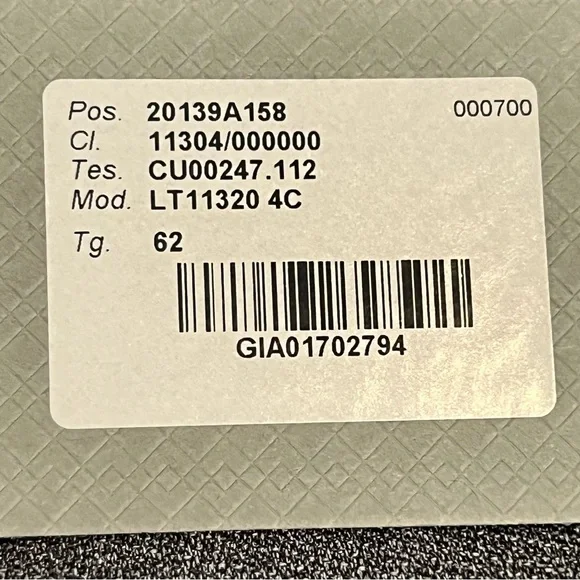 Pos. 20139A158 000700
Cl. 11304/000000
Tes. CU00247.112
Mod. LT11320 4C
Tg. 62
GIA01702794